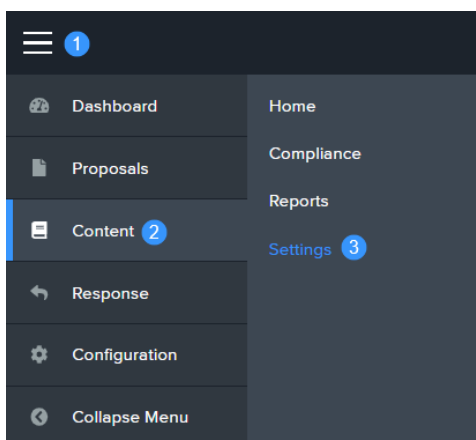 1
Dashboard
Proposals
Content 2
Response
Configuration
Collapse Menu
Home
Compliance
Reports
Settings 3